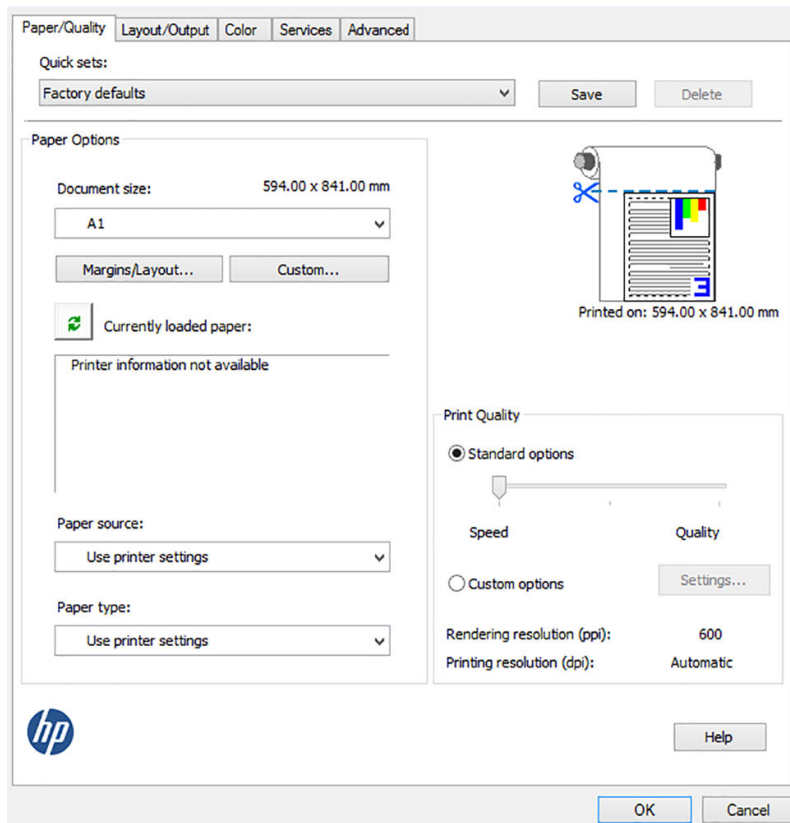 Paper/Quality Layout/Output Color Services Advanced
Quick sets:
Factory defaults Save Delete
Paper Options
Document size: 594.00 x 841.00 mm
A1
Margins/Layout... Custom...
Currently loaded paper:
Printer information not available
Paper source:
Use printer settings
Paper type:
Use printer settings
Printed on: 594.00 x 841.00 mm
Print Quality
Standard options
Speed Quality
Custom options Settings...
Rendering resolution (ppi): 600
Printing resolution (dpi): Automatic
hp
Help
OK Cancel